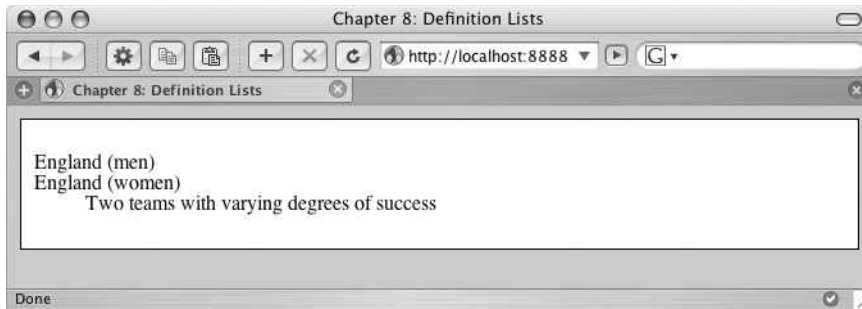 Chapter 8: Definition Lists
http://localhost:8888
G
Chapter 8: Definition Lists
England (men)
England (women)
Two teams with varying degrees of success
Done